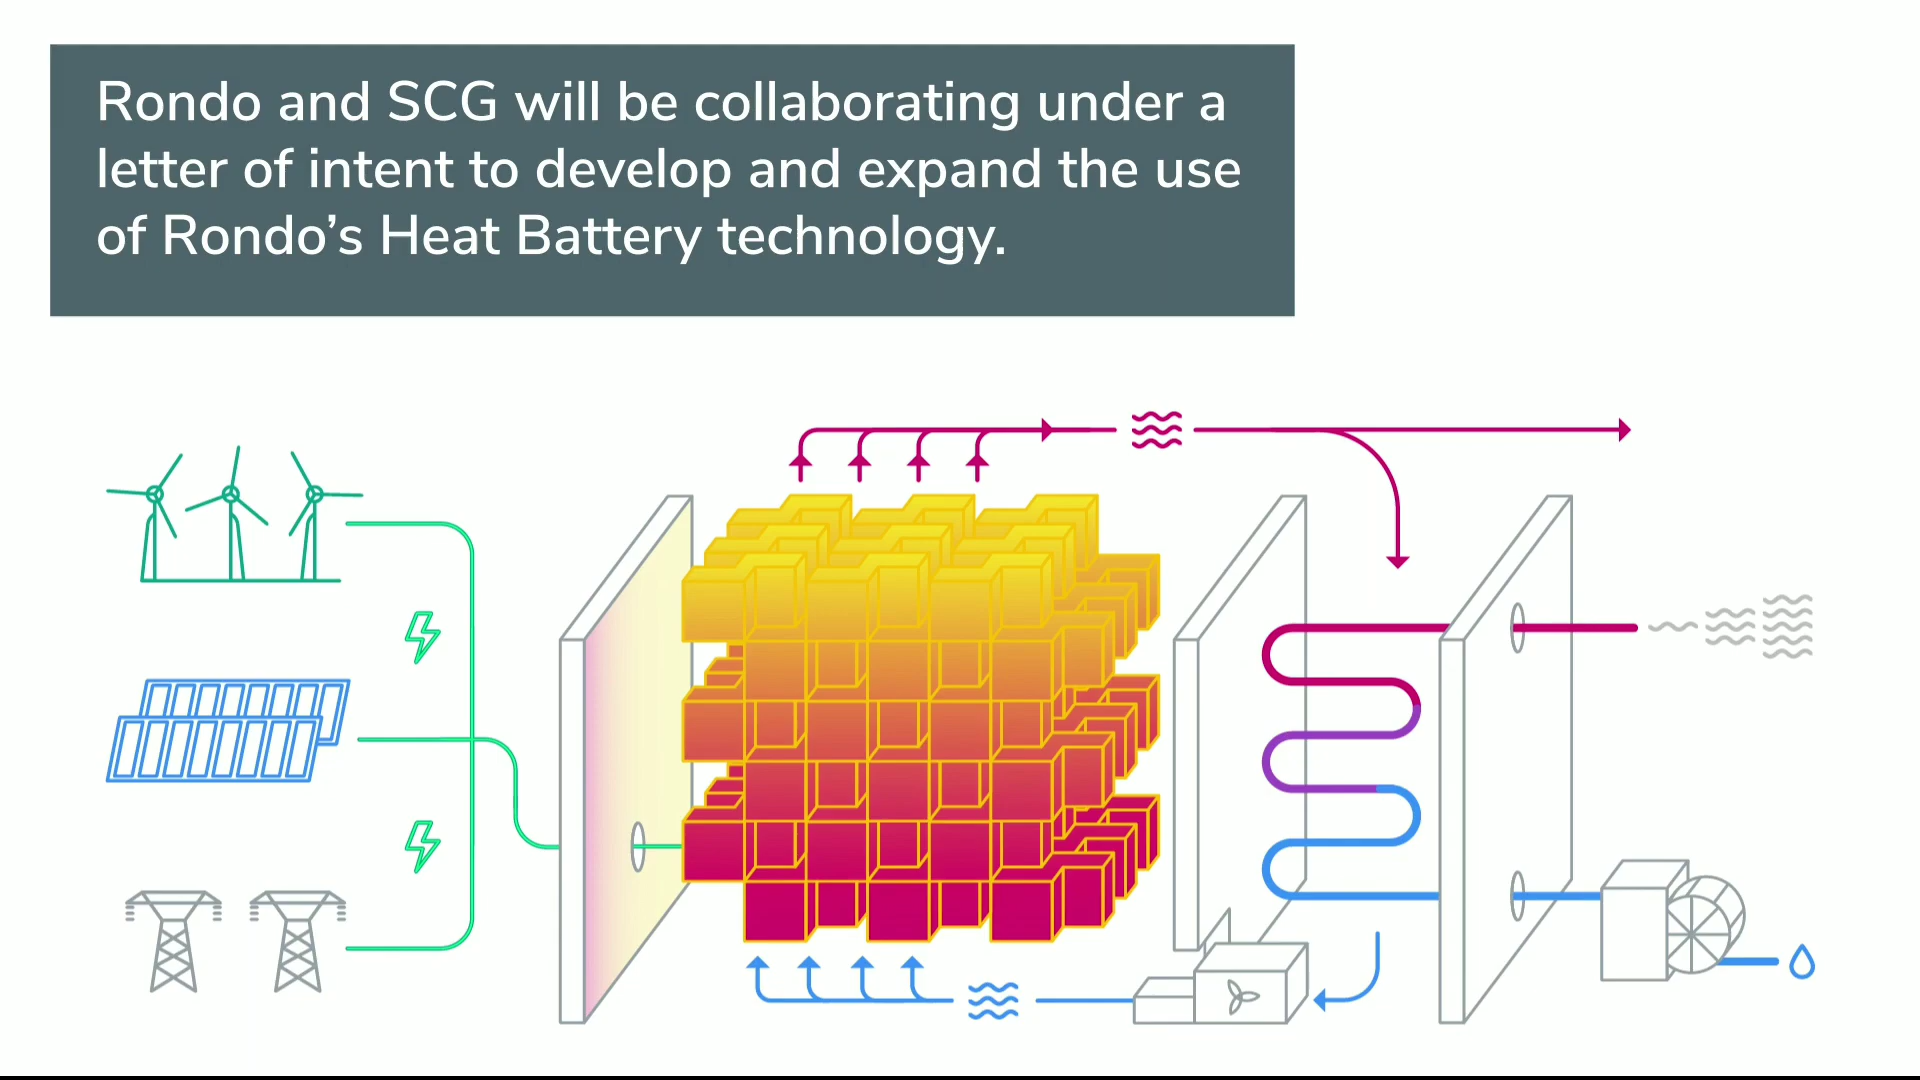 Rondo and SCG will be collaborating under a
letter of intent to develop and expand the use
of Rondo’s Heat Battery technology.